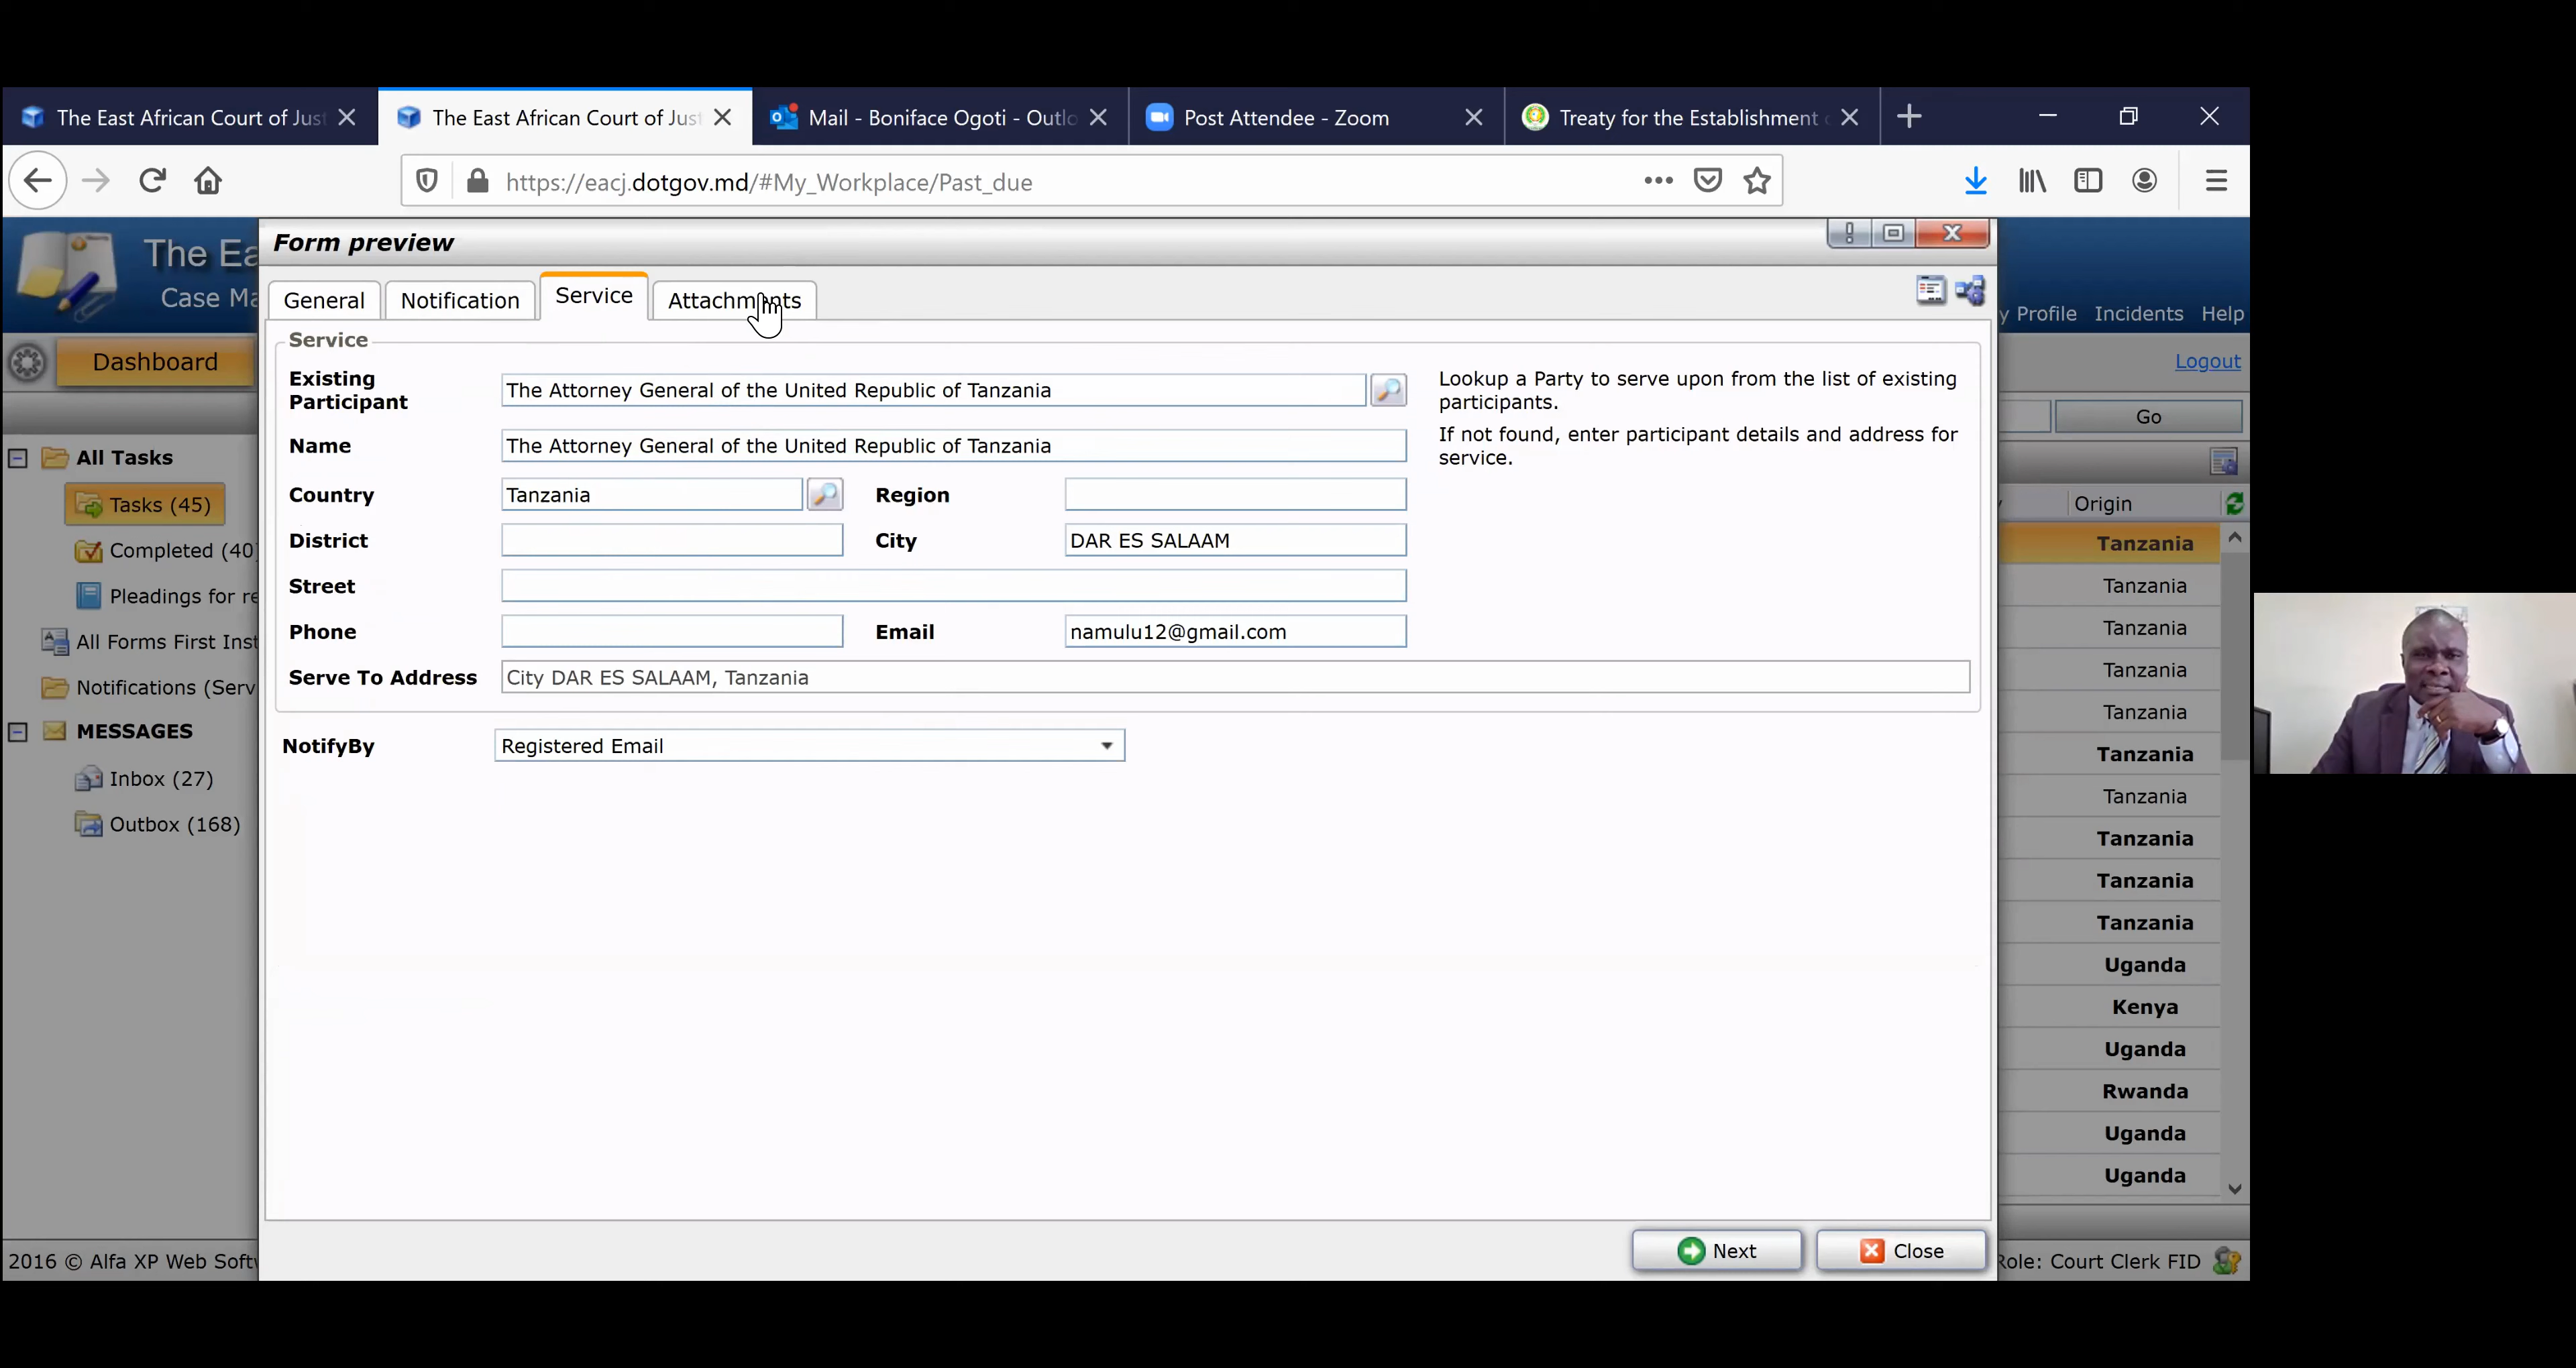 The East African Court of Just
The East African Court of Just
Mail - Boniface Ogoti - Outlo
Post Attendee - Zoom
Treaty for the Establishment
https://eacj.dotgov.md/#My_Workplace/Past_due
The Ea
Case Ma
Form preview
y Profile Incidents Help
General Notification Service Attachments
Dashboard
Logout
Service
Existing Participant The Attorney General of the United Republic of Tanzania
Lookup a Party to serve upon from the list of existing
participants.
If not found, enter participant details and address for
service.
Go
Name The Attorney General of the United Republic of Tanzania
Country Tanzania Region
District City DAR ES SALAAM
Street
Phone Email namulu12@gmail.com
Serve To Address City DAR ES SALAAM, Tanzania
NotifyBy Registered Email
All Tasks
Tasks (45)
Completed (40)
Pleadings for re
All Forms First Inst
Notifications (Serv
MESSAGES
Inbox (27)
Outbox (168)
Origin
Tanzania
Tanzania
Tanzania
Tanzania
Tanzania
Tanzania
Tanzania
Tanzania
Tanzania
Tanzania
Uganda
Kenya
Uganda
Rwanda
Uganda
Uganda
Next Close
2016 © Alfa XP Web Softw
Role: Court Clerk FID